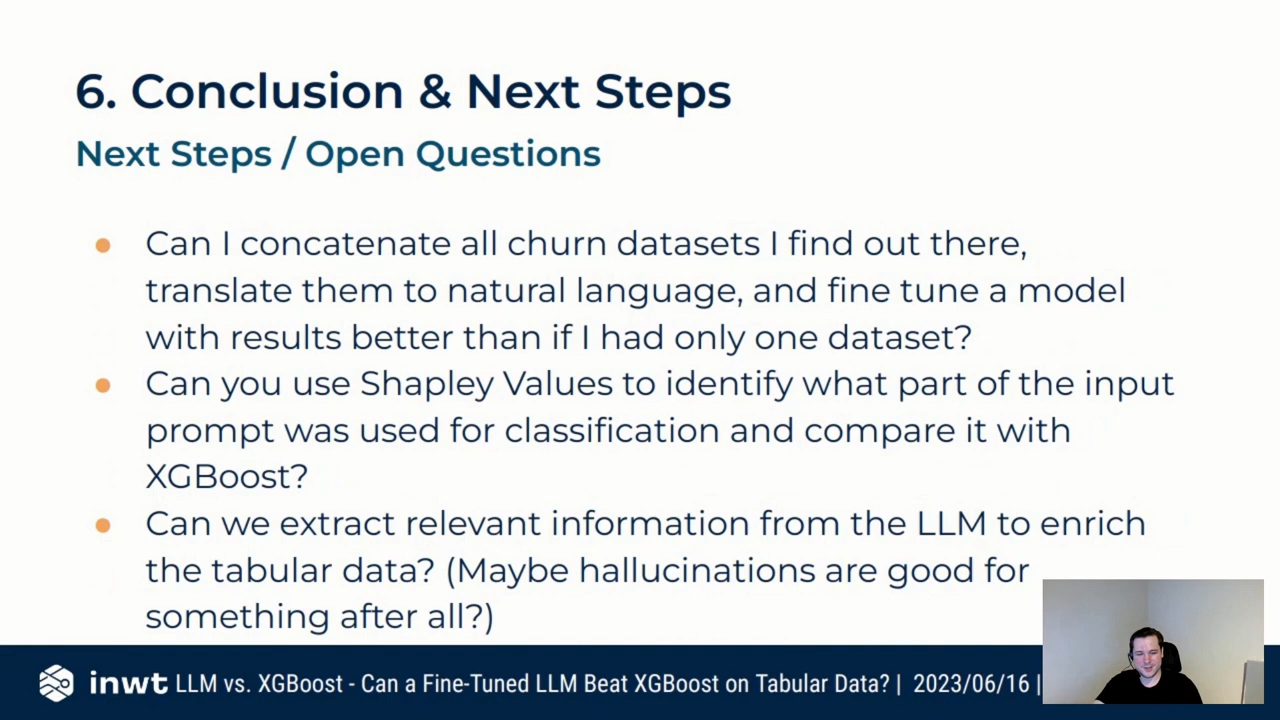 6. Conclusion & Next Steps
Next Steps / Open Questions
● Can I concatenate all churn datasets I find out there,
translate them to natural language, and fine tune a model
with results better than if I had only one dataset?
● Can you use Shapley Values to identify what part of the input
prompt was used for classification and compare it with
XGBoost?
● Can we extract relevant information from the LLM to enrich
the tabular data? (Maybe hallucinations are good for
something after all?)
inwt LLM vs. XGBoost - Can a Fine-Tuned LLM Beat XGBoost on Tabular Data? | 2023/06/16 |